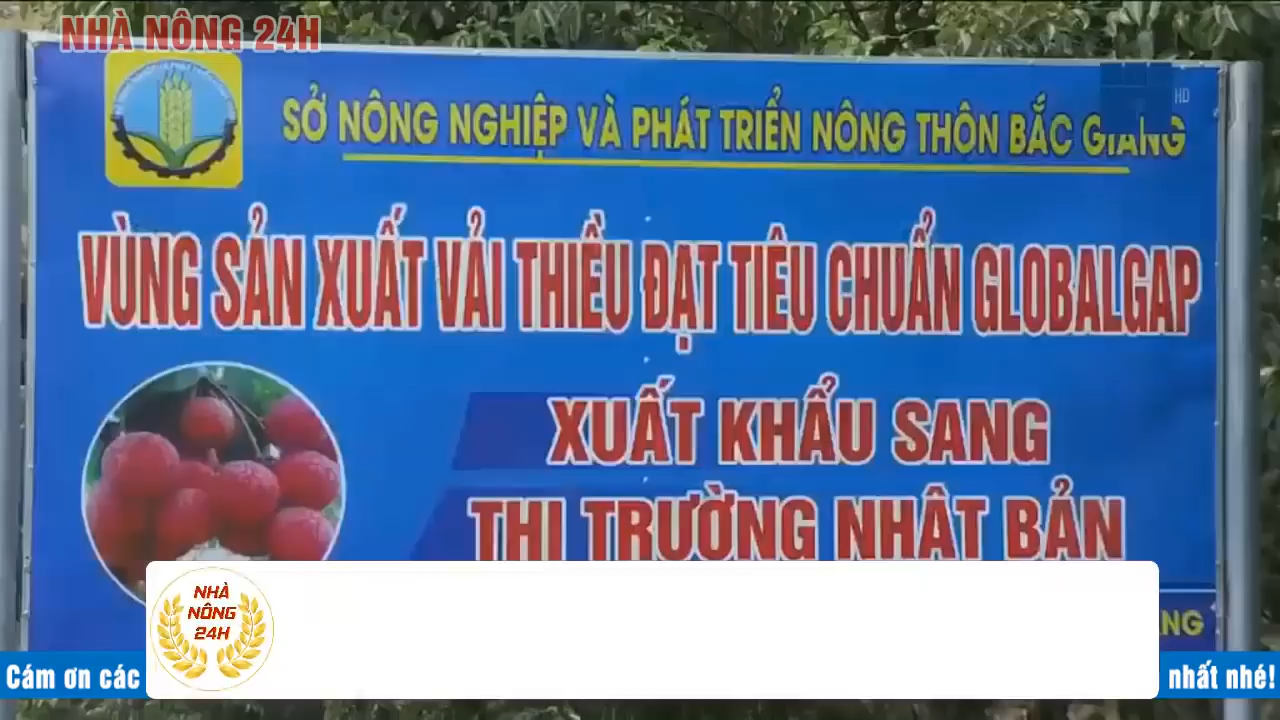 NHÀ NÔNG 24H
HD
SỞ NÔNG NGHIỆP VÀ PHÁT TRIỂN NÔNG THÔN BẮC GIANG
VÙNG SẢN XUẤT VẢI THIỀU ĐẠT TIÊU CHUẨN GLOBALGAP
XUẤT KHẨU SANG
THỊ TRƯỜNG NHẬT BẢN
NHÀ
NÔNG
24H
Cám ơn các
nhất nhé!